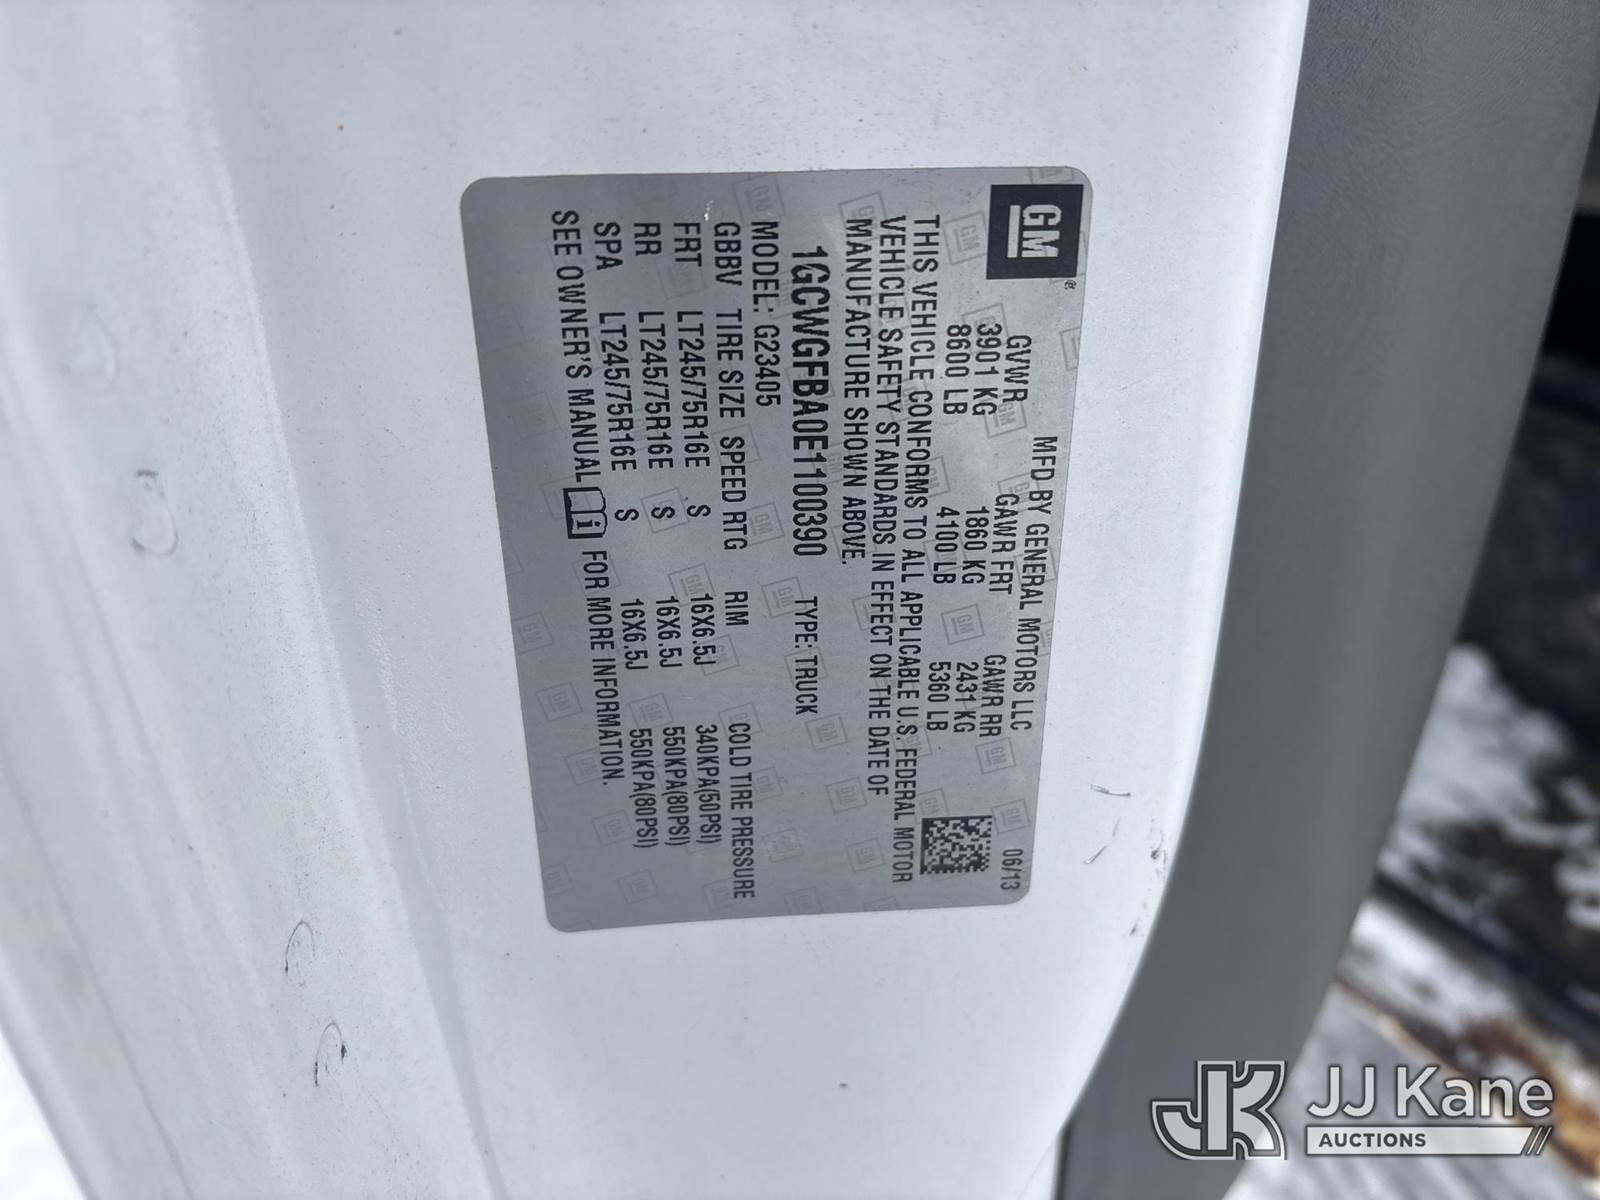 GM
MFD BY GENERAL MOTORS LLC 06/13
GVWR GAWR FRT GAWR RR
3901 KG 1860 KG 2431 KG
8600 LB 4100 LB 5360 LB
THIS VEHICLE CONFORMS TO ALL APPLICABLE U.S. FEDERAL MOTOR
VEHICLE SAFETY STANDARDS IN EFFECT ON THE DATE OF
MANUFACTURE SHOWN ABOVE.
1GCWGFBA0E1100390 TYPE: TRUCK
MODEL: G23405
GBBV TIRE SIZE SPEED RTG RIM COLD TIRE PRESSURE
FRT LT245/75R16E S 16X6.5J 340KPA(50PSI)
RR LT245/75R16E S 16X6.5J 550KPA(80PSI)
SPA LT245/75R16E S 16X6.5J 550KPA(80PSI)
SEE OWNER'S MANUAL i FOR MORE INFORMATION.
JK JJ Kane
AUCTIONS